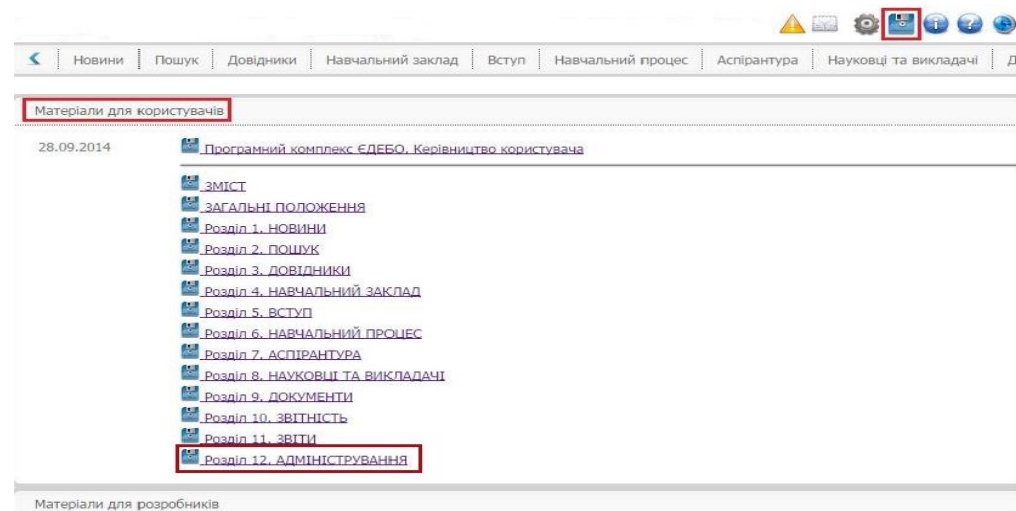 Новини Пошук Довідники Навчальний заклад Вступ Навчальний процес Аспірантура Науковці та викладачі Д
Матеріали для користувачів
28.09.2014 Програмний комплекс ЄДЕБО. Керівництво користувача
ЗМІСТ
ЗАГАЛЬНІ ПОЛОЖЕННЯ
Розділ 1. НОВИНИ
Розділ 2. ПОШУК
Розділ 3. ДОВІДНИКИ
Розділ 4. НАВЧАЛЬНИЙ ЗАКЛАД
Розділ 5. ВСТУП
Розділ 6. НАВЧАЛЬНИЙ ПРОЦЕС
Розділ 7. АСПІРАНТУРА
Розділ 8. НАУКОВЦІ ТА ВИКЛАДАЧІ
Розділ 9. ДОКУМЕНТИ
Розділ 10. ЗВІТНІСТЬ
Розділ 11. ЗВІТИ
Розділ 12. АДМІНІСТРУВАННЯ
Матеріали для розробників